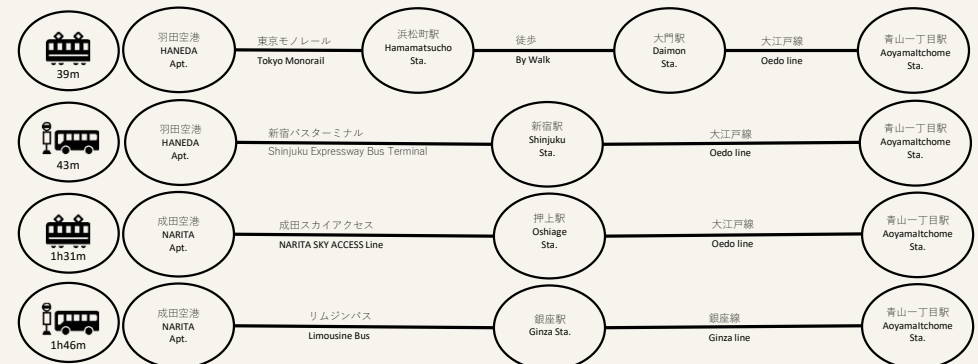 39m
羽田空港
HANEDA
Apt.
東京モノレール
Tokyo Monorail
浜松町駅
Hamamatsucho
Sta.
徒歩
By Walk
大門駅
Daimon
Sta.
大江戸線
Oedo line
青山一丁目駅
AoyamaItchome
Sta.
43m
羽田空港
HANEDA
Apt.
新宿バスターミナル
Shinjuku Expressway Bus Terminal
新宿駅
Shinjuku
Sta.
大江戸線
Oedo line
青山一丁目駅
AoyamaItchome
Sta.
1h31m
成田空港
NARITA
Apt.
成田スカイアクセス
NARITA SKY ACCESS Line
押上駅
Oshiage
Sta.
大江戸線
Oedo line
青山一丁目駅
AoyamaItchome
Sta.
1h46m
成田空港
NARITA
Apt.
リムジンバス
Limousine Bus
銀座駅
Ginza Sta.
銀座線
Ginza line
青山一丁目駅
AoyamaItchome
Sta.